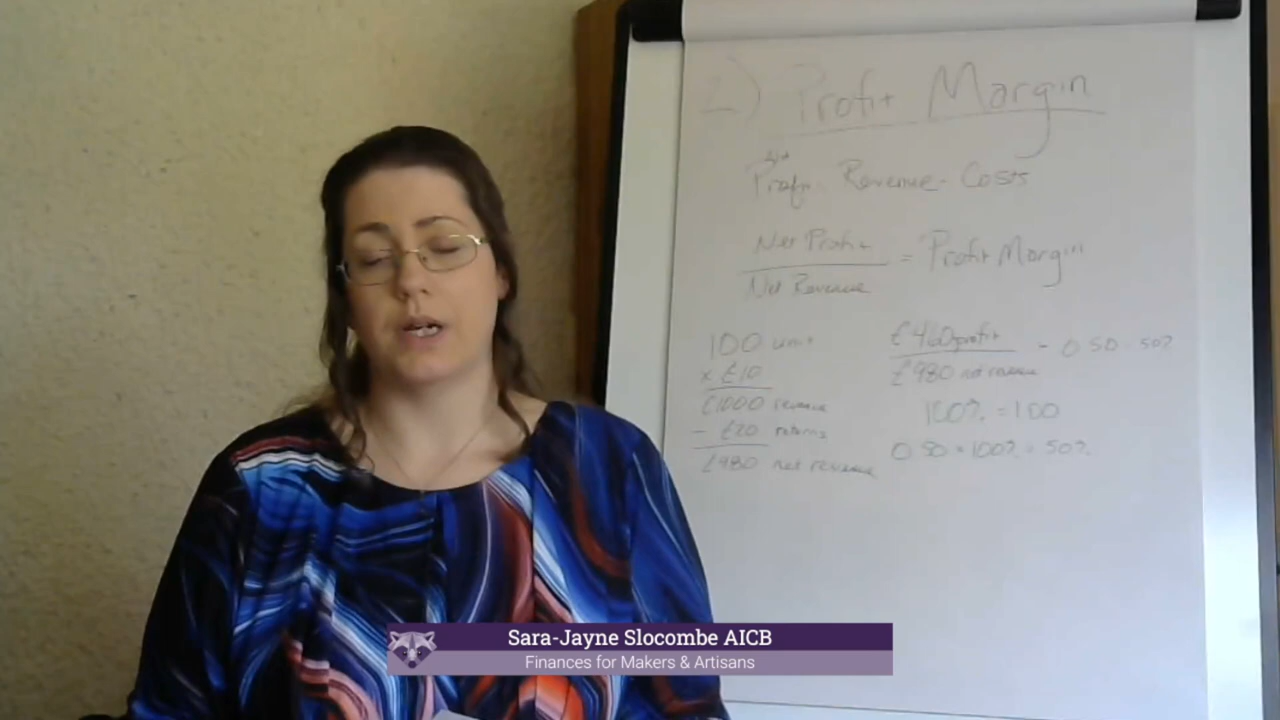 2) Profit Margin
Net
Profit = Revenue - Costs
Net Profit
= Profit Margin
Net Revenue
100 units
x £10
£1000 revenue
- £20 returns
£980 net revenue
profit
= 0.50 = 50%
£980 net revenue
100% = 1.00
0.50 × 100% = 50%
Sara-Jayne Slocombe AICB
Finances for Makers & Artisans